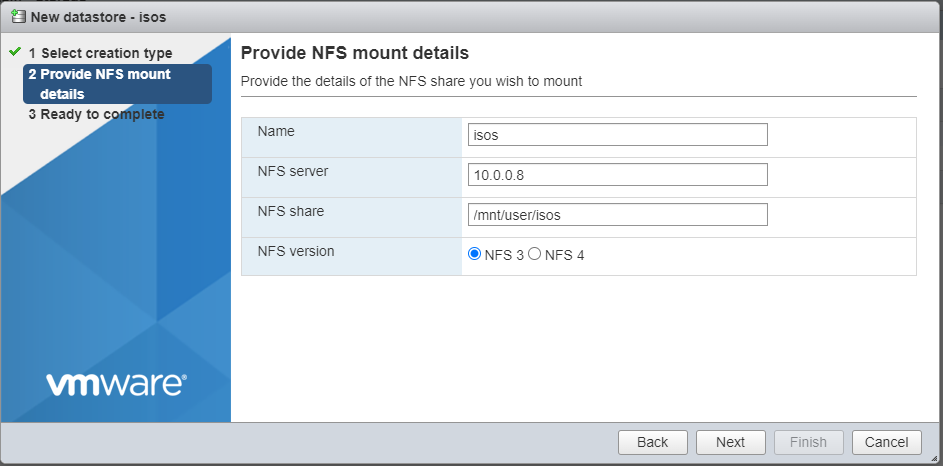 New datastore - isos
1 Select creation type
2 Provide NFS mount
details
3 Ready to complete
vmware®
Provide NFS mount details
Provide the details of the NFS share you wish to mount
Name
isos
NFS server
10.0.0.8
NFS share
/mnt/user/isos
NFS version
NFS 3 NFS 4
Back Next Finish Cancel